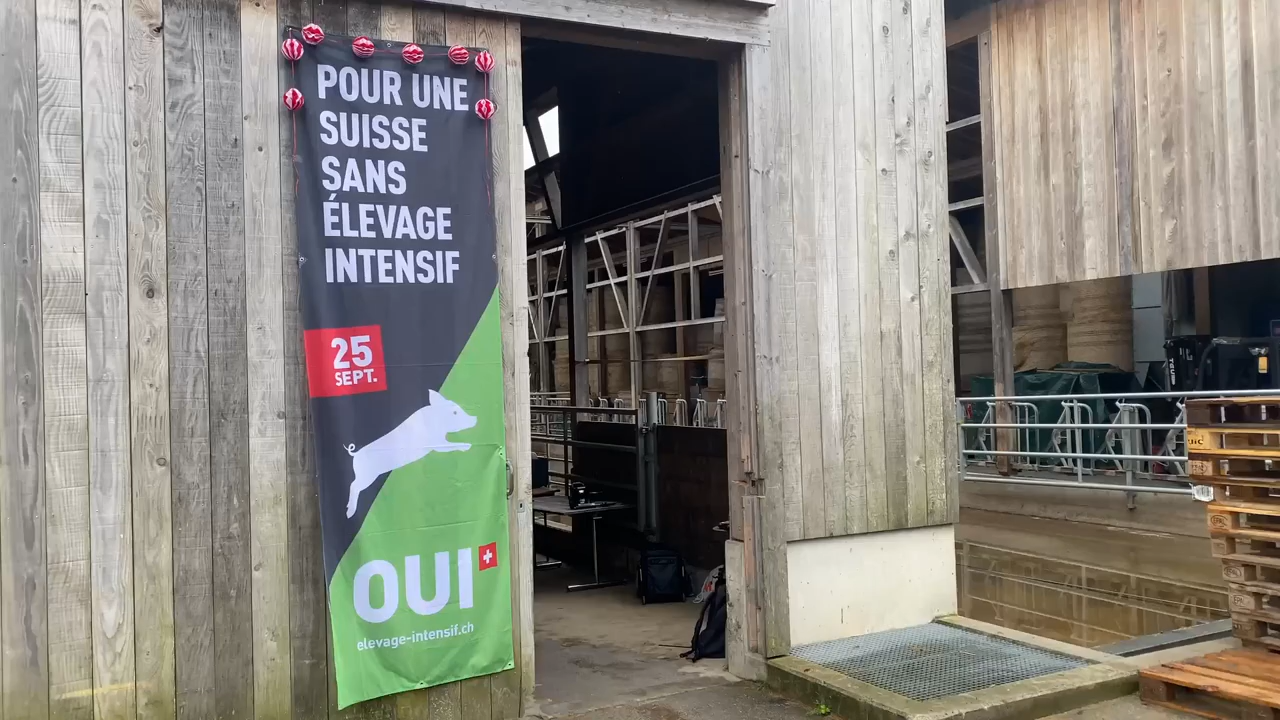 POUR UNE
SUISSE
SANS
ÉLEVAGE
INTENSIF
25
SEPT.
OUI
elevage-intensif.ch